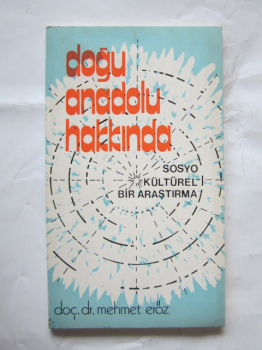 doğu
anadolu
hakkında
SOSYO
KÜLTÜREL
BİR ARAŞTIRMA
doç.dr.mehmet eröz